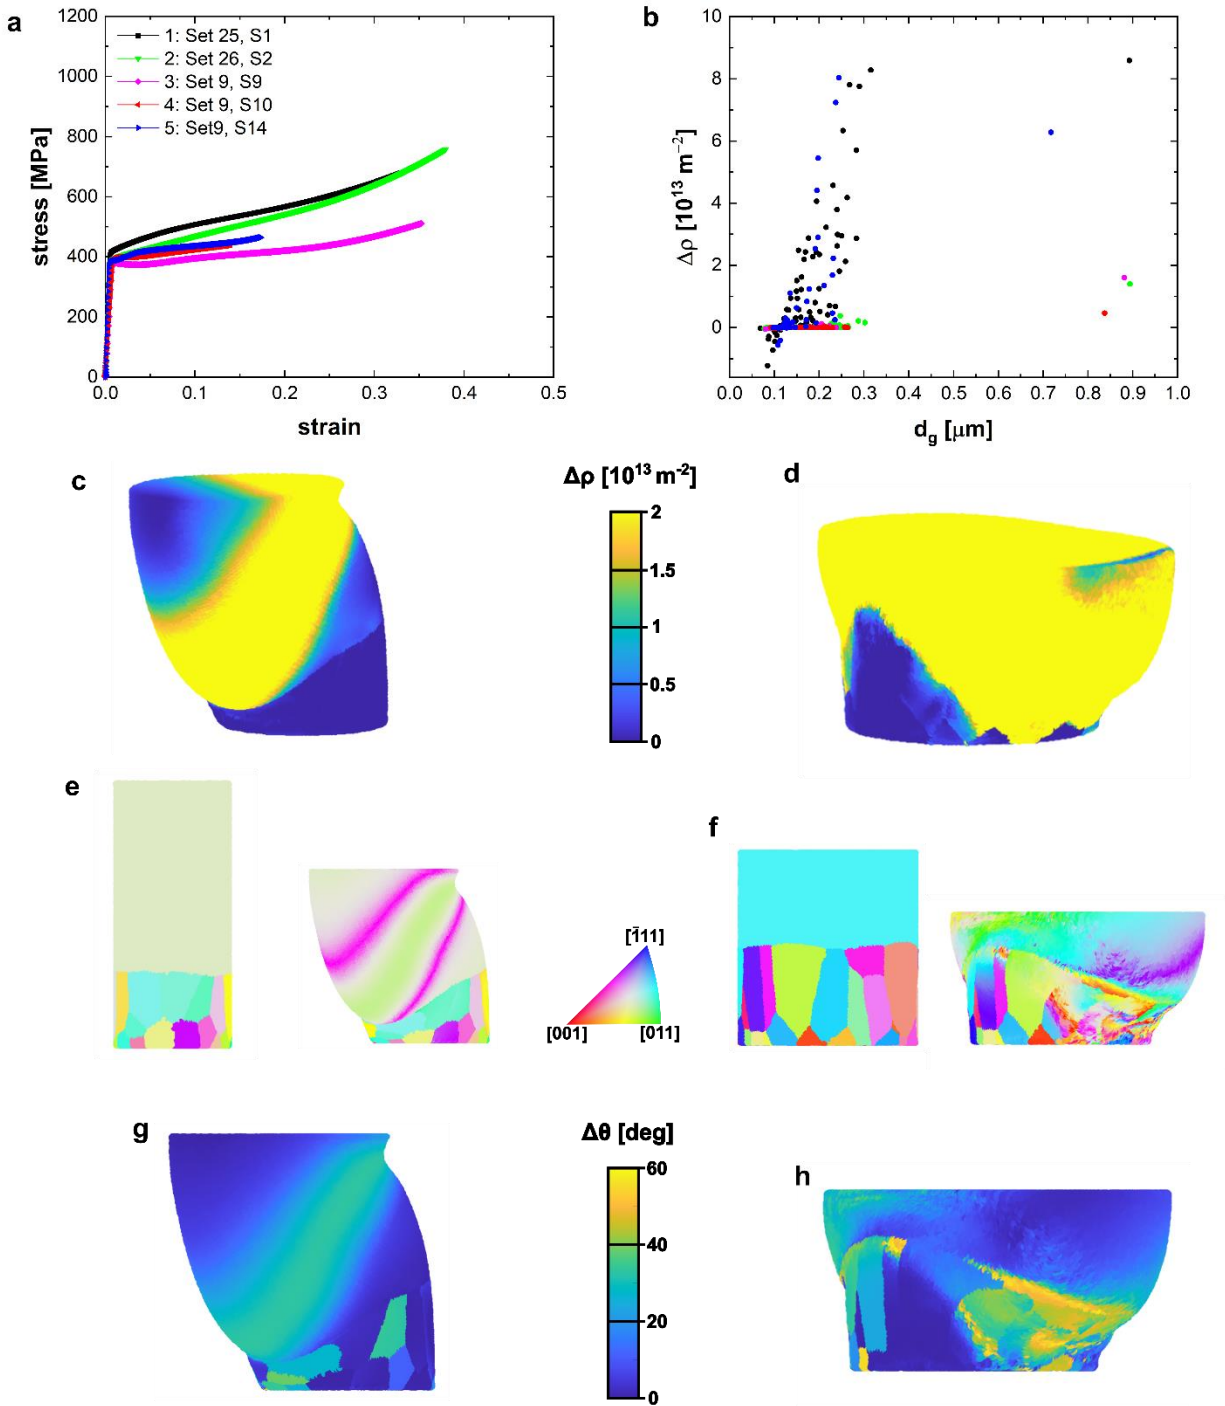 a
1200
1000
800
600
400
200
0
stress [MPa]
1: Set 25, S1
2: Set 26, S2
3: Set 9, S9
4: Set 9, S10
5: Set9, S14
0.0 0.1 0.2 0.3 0.4 0.5
strain
b
10
8
6
4
2
0
Δρ [10¹³ m⁻²]
0.0 0.1 0.2 0.3 0.4 0.5 0.6 0.7 0.8 0.9 1.0
d_g [μm]
c
Δρ [10¹³ m⁻²]
2
1.5
1
0.5
0
d
e
[1̅11]
[001] [011]
f
g
Δθ [deg]
60
40
20
0
h